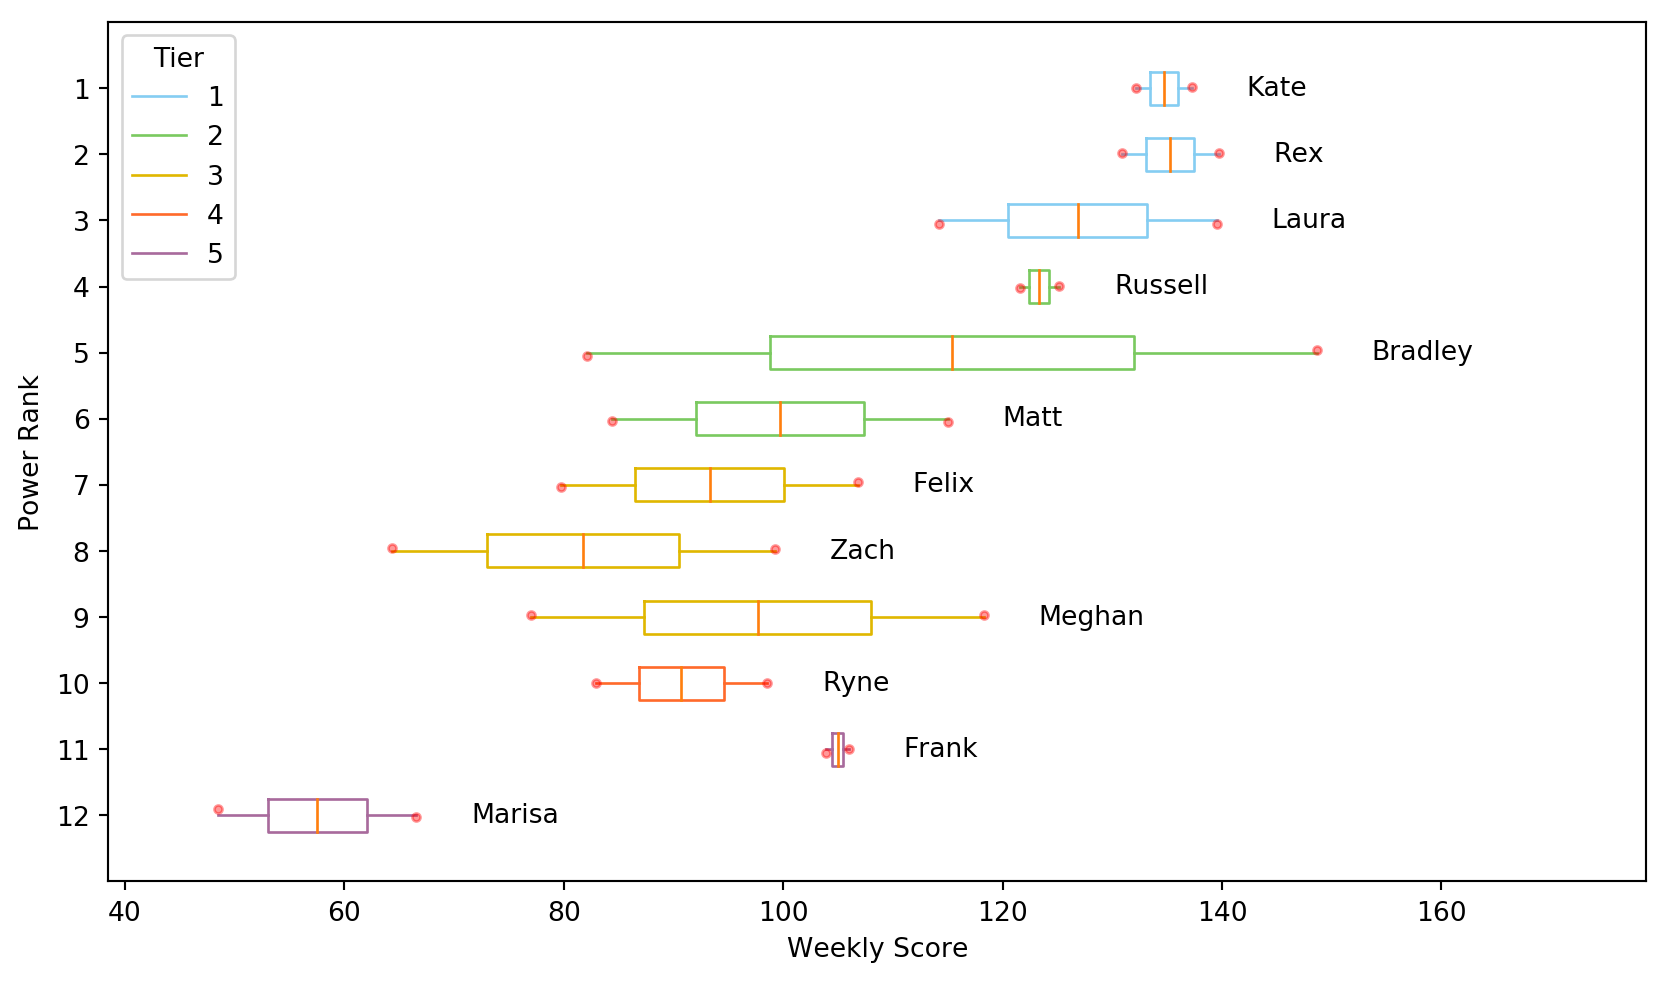 Tier
1
2
3
4
5
1 Kate
2 Rex
3 Laura
4 Russell
5 Bradley
6 Matt
7 Felix
8 Zach
9 Meghan
10 Ryne
11 Frank
12 Marisa
Power Rank
40 60 80 100 120 140 160
Weekly Score